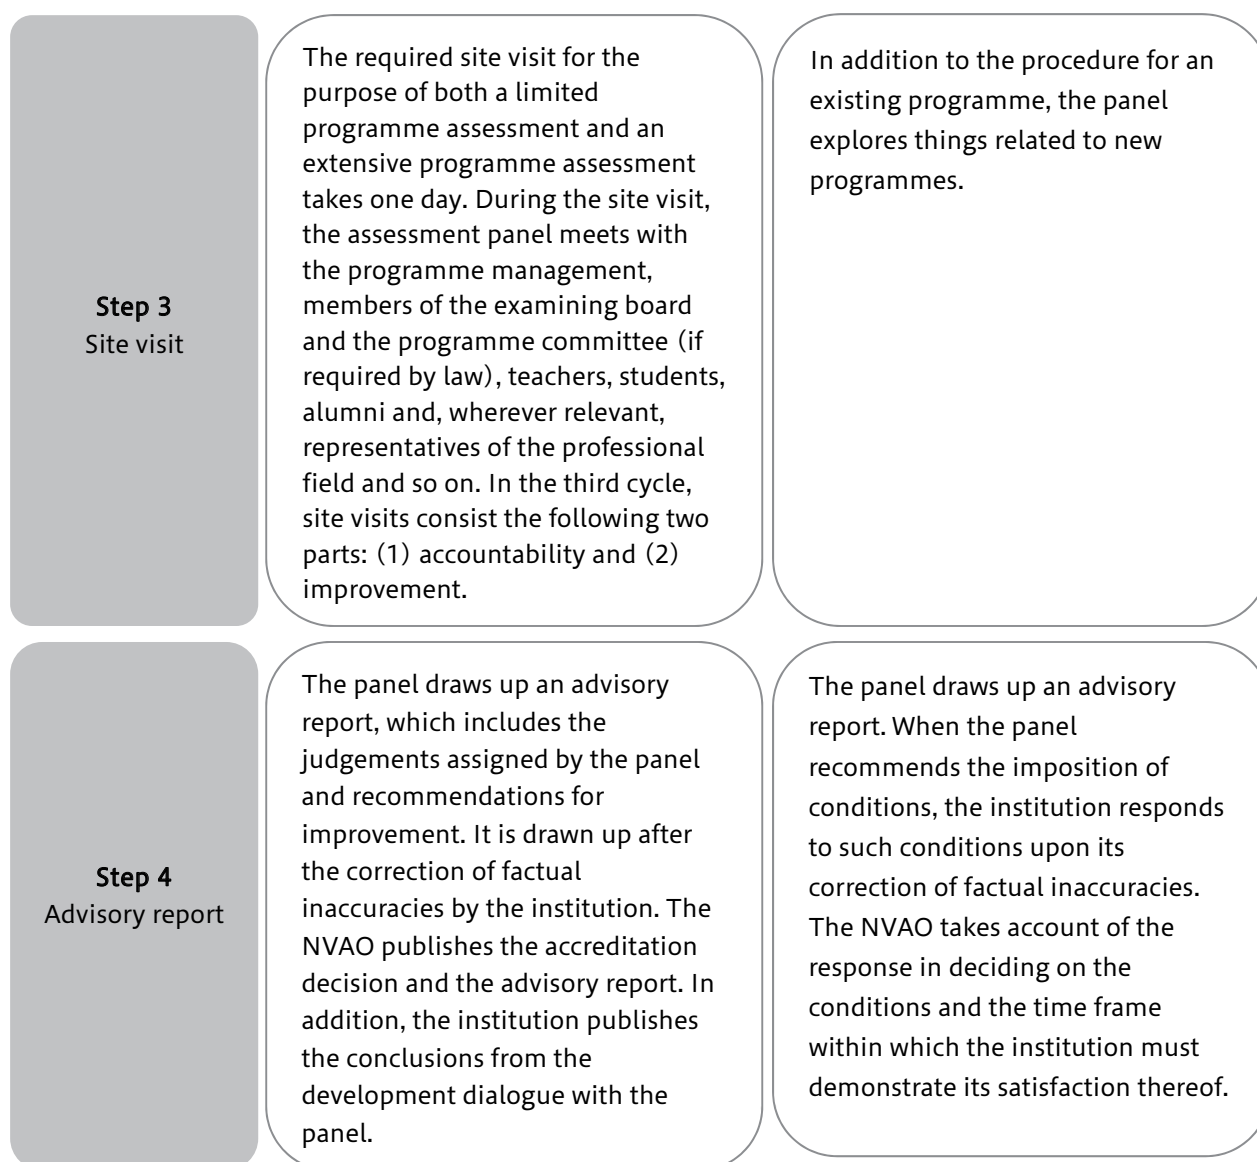 Step 3
Site visit
The required site visit for the
purpose of both a limited
programme assessment and an
extensive programme assessment
takes one day. During the site visit,
the assessment panel meets with
the programme management,
members of the examining board
and the programme committee (if
required by law), teachers, students,
alumni and, wherever relevant,
representatives of the professional
field and so on. In the third cycle,
site visits consist the following two
parts: (1) accountability and (2)
improvement.
In addition to the procedure for an
existing programme, the panel
explores things related to new
programmes.
Step 4
Advisory report
The panel draws up an advisory
report, which includes the
judgements assigned by the panel
and recommendations for
improvement. It is drawn up after
the correction of factual
inaccuracies by the institution. The
NVAO publishes the accreditation
decision and the advisory report. In
addition, the institution publishes
the conclusions from the
development dialogue with the
panel.
The panel draws up an advisory
report. When the panel
recommends the imposition of
conditions, the institution responds
to such conditions upon its
correction of factual inaccuracies.
The NVAO takes account of the
response in deciding on the
conditions and the time frame
within which the institution must
demonstrate its satisfaction thereof.